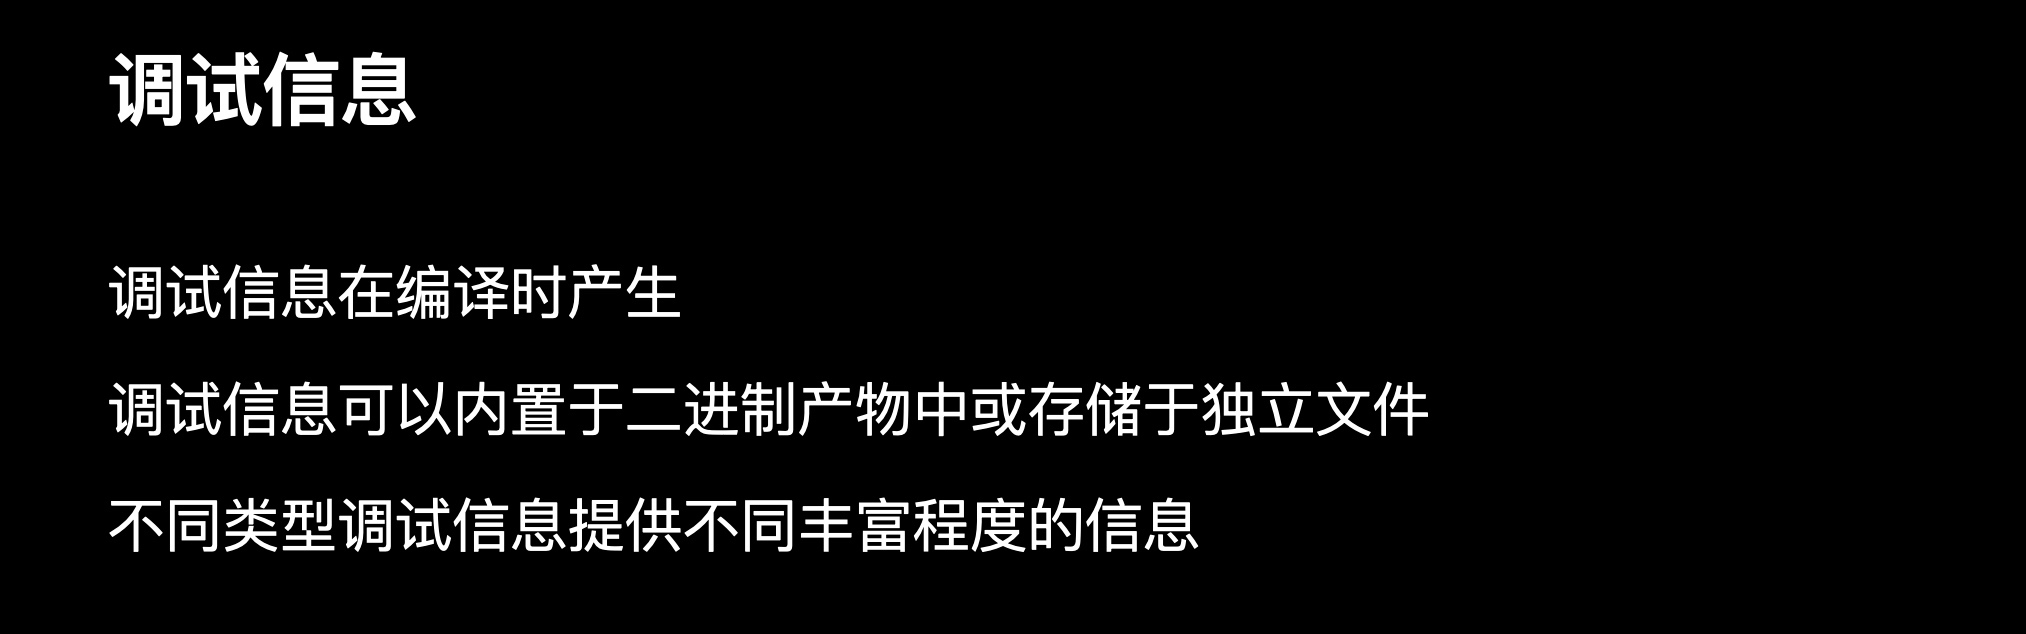 调试信息
调试信息在编译时产生
调试信息可以内置于二进制产物中或存储于独立文件
不同类型调试信息提供不同丰富程度的信息